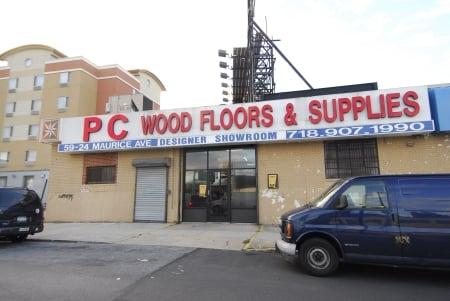 PC WOOD FLOORS & SUPPLIES
59-24 MAURICE AVE DESIGNER SHOWROOM 718.907.1990